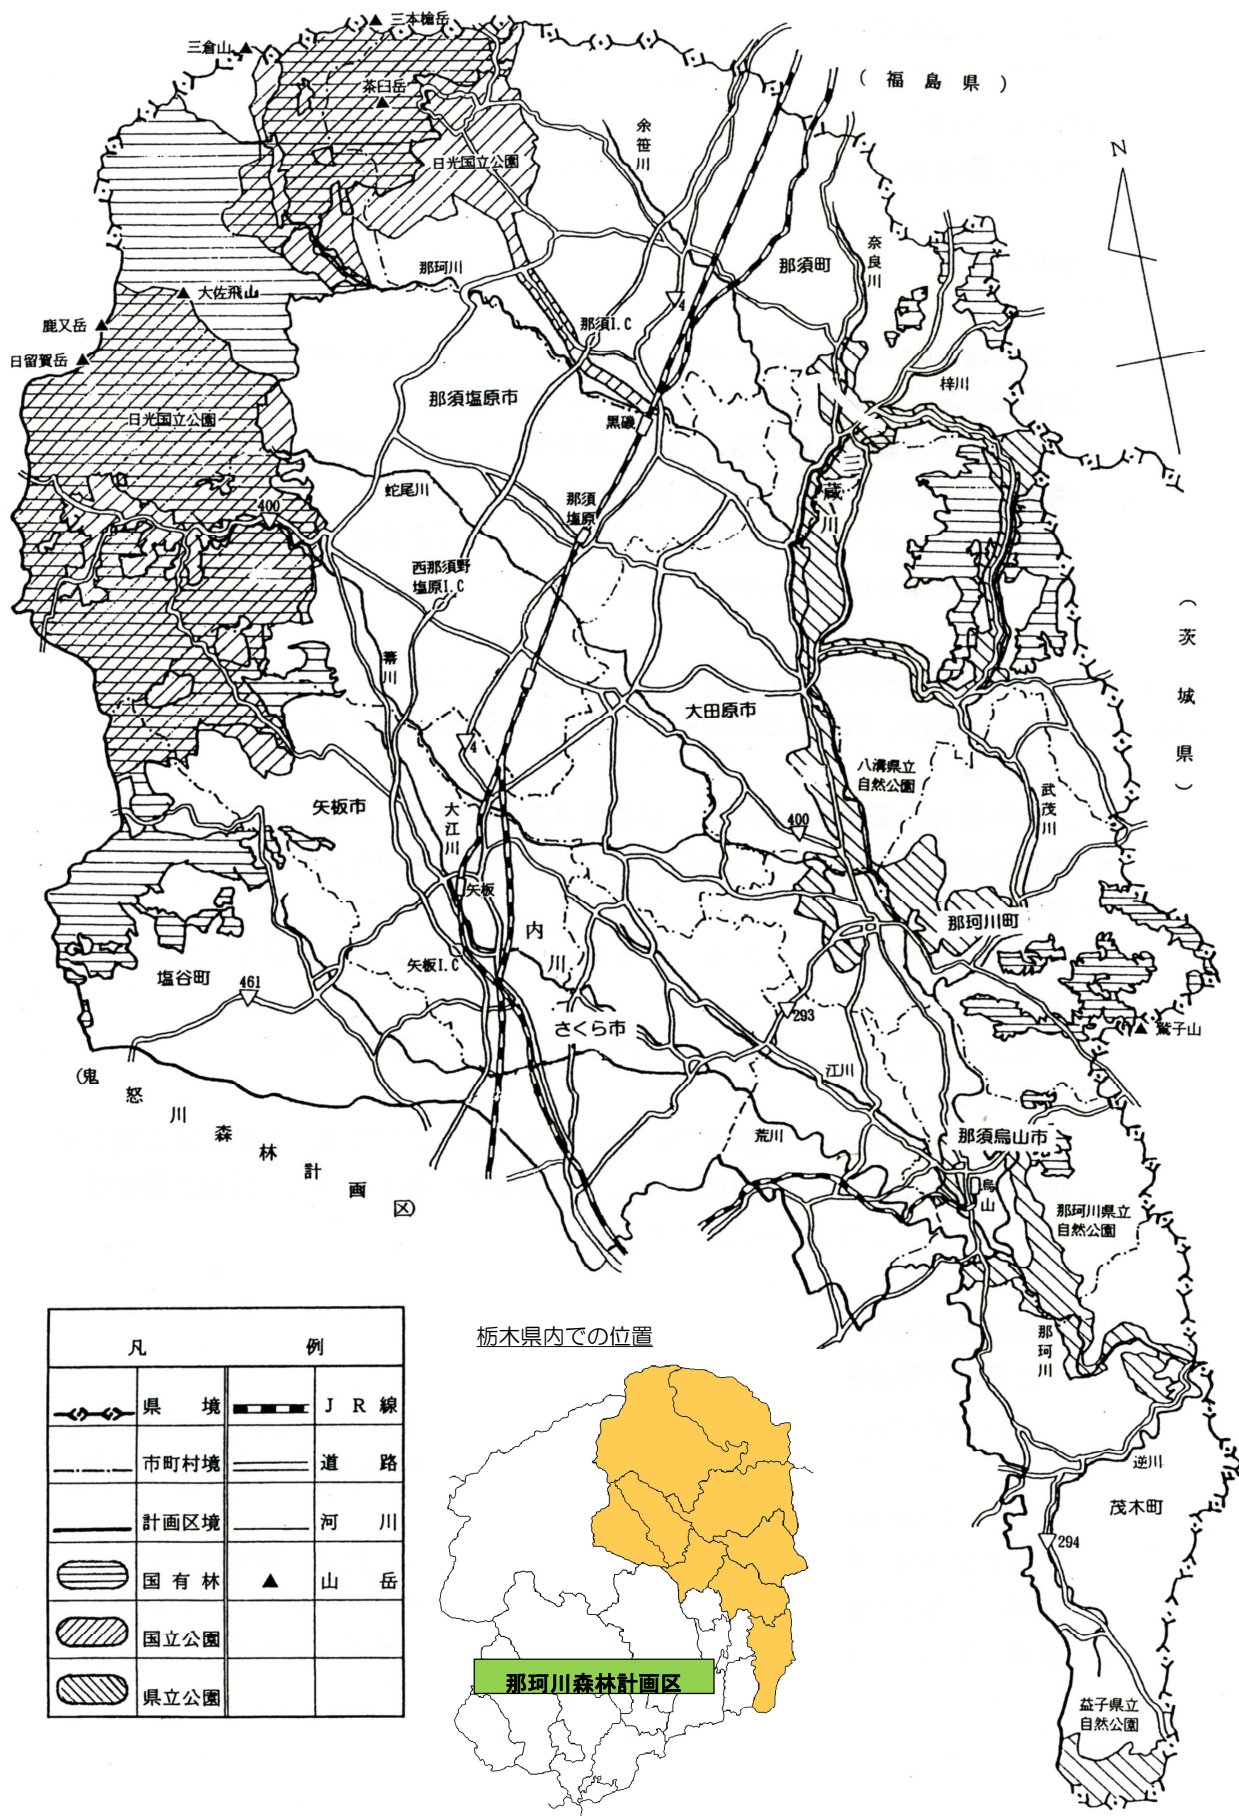 三本槍岳
三倉山
茶臼岳
(福島県)
余笹川
N
日光国立公園
奈良川
那須町
那珂川
大佐飛山
4
鹿又岳
那須I.C
日留賀岳
梓川
那須塩原市
日光国立公園
黒磯
蛇尾川
蔵川
那須
塩原
400
西那須野
塩原I.C
(茨城県)
箒川
大田原市
4
八溝県立
自然公園
武茂川
矢板市
大江川
400
矢板
那珂川町
内川
矢板I.C
塩谷町
461
293
さくら市
鷲子山
江川
(鬼怒川森林計画区)
荒川
那須烏山市
烏山
那珂川県立
自然公園
那珂川
逆川
茂木町
294
益子県立
自然公園
凡例
県境
JR線
市町村境
道路
計画区境
河川
国有林
山岳
国立公園
県立公園
栃木県内での位置
那珂川森林計画区